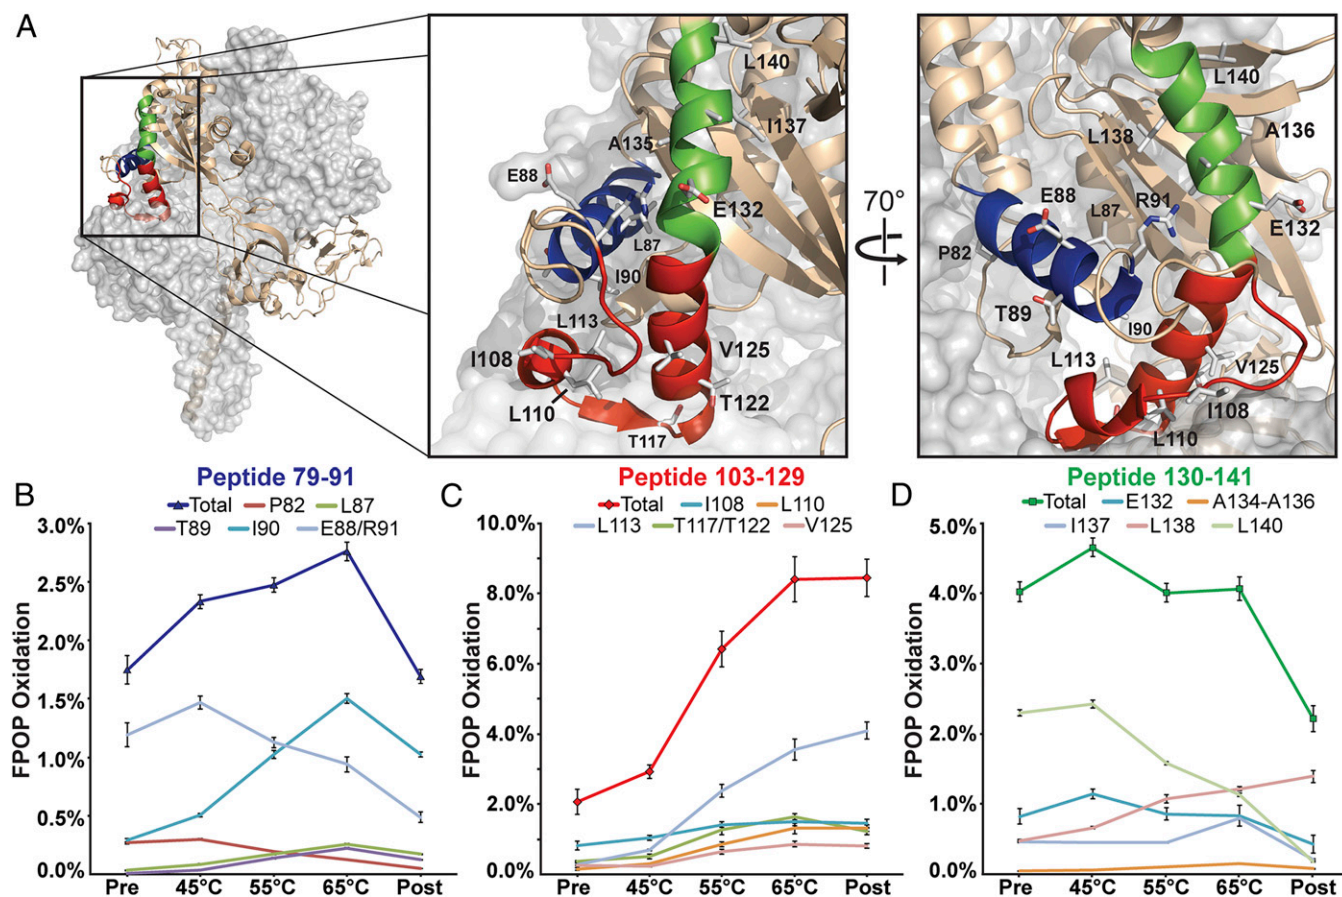 A
L140
I137
A135
E88
E132
L87
I90
L113
I108
V125
L110
T122
T117
70°
L140
L138
A136
E88
R91
L87
E132
P82
T89
I90
L113
V125
I108
L110
B
Peptide 79-91
Total P82 L87
T89 I90 E88/R91
FPOP Oxidation
3.0%
2.5%
2.0%
1.5%
1.0%
0.5%
0.0%
Pre 45°C 55°C 65°C Post
C
Peptide 103-129
Total I108 L110
L113 T117/T122 V125
FPOP Oxidation
10.0%
8.0%
6.0%
4.0%
2.0%
0.0%
Pre 45°C 55°C 65°C Post
D
Peptide 130-141
Total E132 A134-A136
I137 L138 L140
FPOP Oxidation
5.0%
4.0%
3.0%
2.0%
1.0%
0.0%
Pre 45°C 55°C 65°C Post